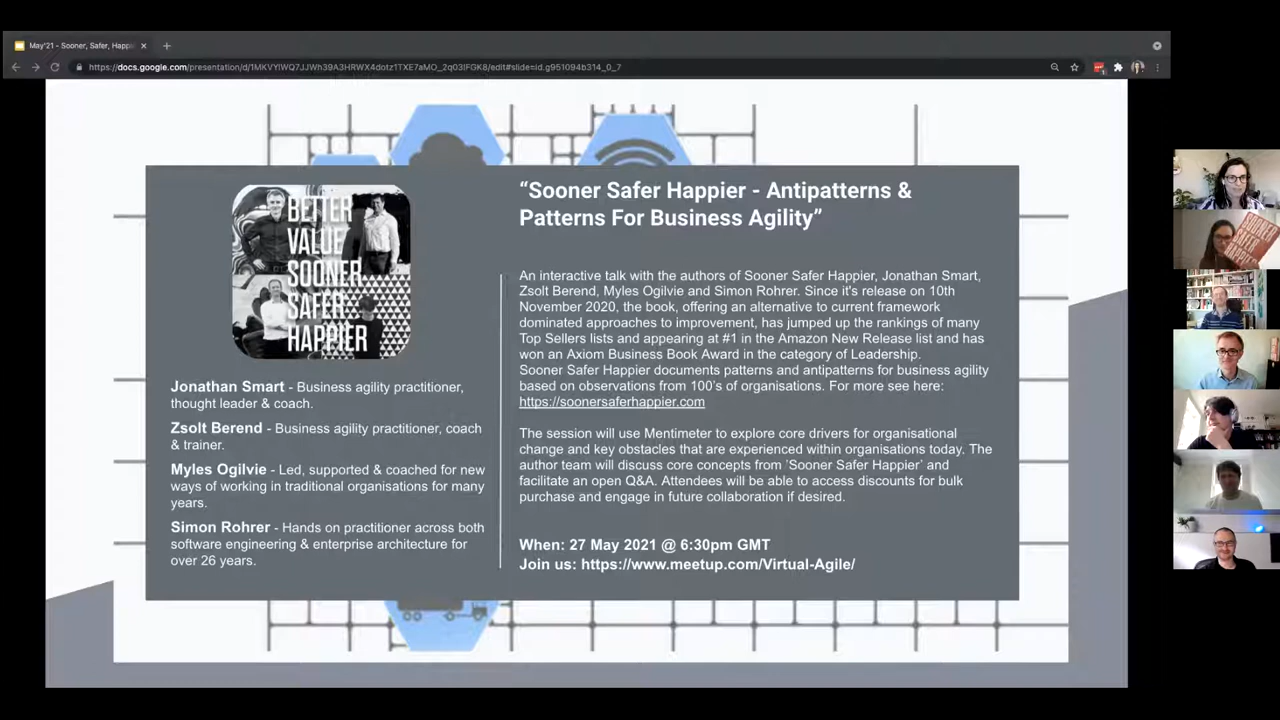 May'21 - Sooner, Safer, Happi
https://docs.google.com/presentation/d/1MKVYlWQ7JJWh39A3HRWX4dotz1TXE7aMO_2q03IFGK8/edit#slide=id.g951094b314_0_7
BETTER
VALUE
SOONER
SAFER
HAPPIER
Jonathan Smart - Business agility practitioner,
thought leader & coach.
Zsolt Berend - Business agility practitioner, coach
& trainer.
Myles Ogilvie - Led, supported & coached for new
ways of working in traditional organisations for many
years.
Simon Rohrer - Hands on practitioner across both
software engineering & enterprise architecture for
over 26 years.
“Sooner Safer Happier - Antipatterns &
Patterns For Business Agility”
An interactive talk with the authors of Sooner Safer Happier, Jonathan Smart,
Zsolt Berend, Myles Ogilvie and Simon Rohrer. Since it's release on 10th
November 2020, the book, offering an alternative to current framework
dominated approaches to improvement, has jumped up the rankings of many
Top Sellers lists and appearing at #1 in the Amazon New Release list and has
won an Axiom Business Book Award in the category of Leadership.
Sooner Safer Happier documents patterns and antipatterns for business agility
based on observations from 100's of organisations. For more see here:
https://soonersaferhappier.com
The session will use Mentimeter to explore core drivers for organisational
change and key obstacles that are experienced within organisations today. The
author team will discuss core concepts from 'Sooner Safer Happier' and
facilitate an open Q&A. Attendees will be able to access discounts for bulk
purchase and engage in future collaboration if desired.
When: 27 May 2021 @ 6:30pm GMT
Join us: https://www.meetup.com/Virtual-Agile/
SOONER
SAFER
HAPPIER